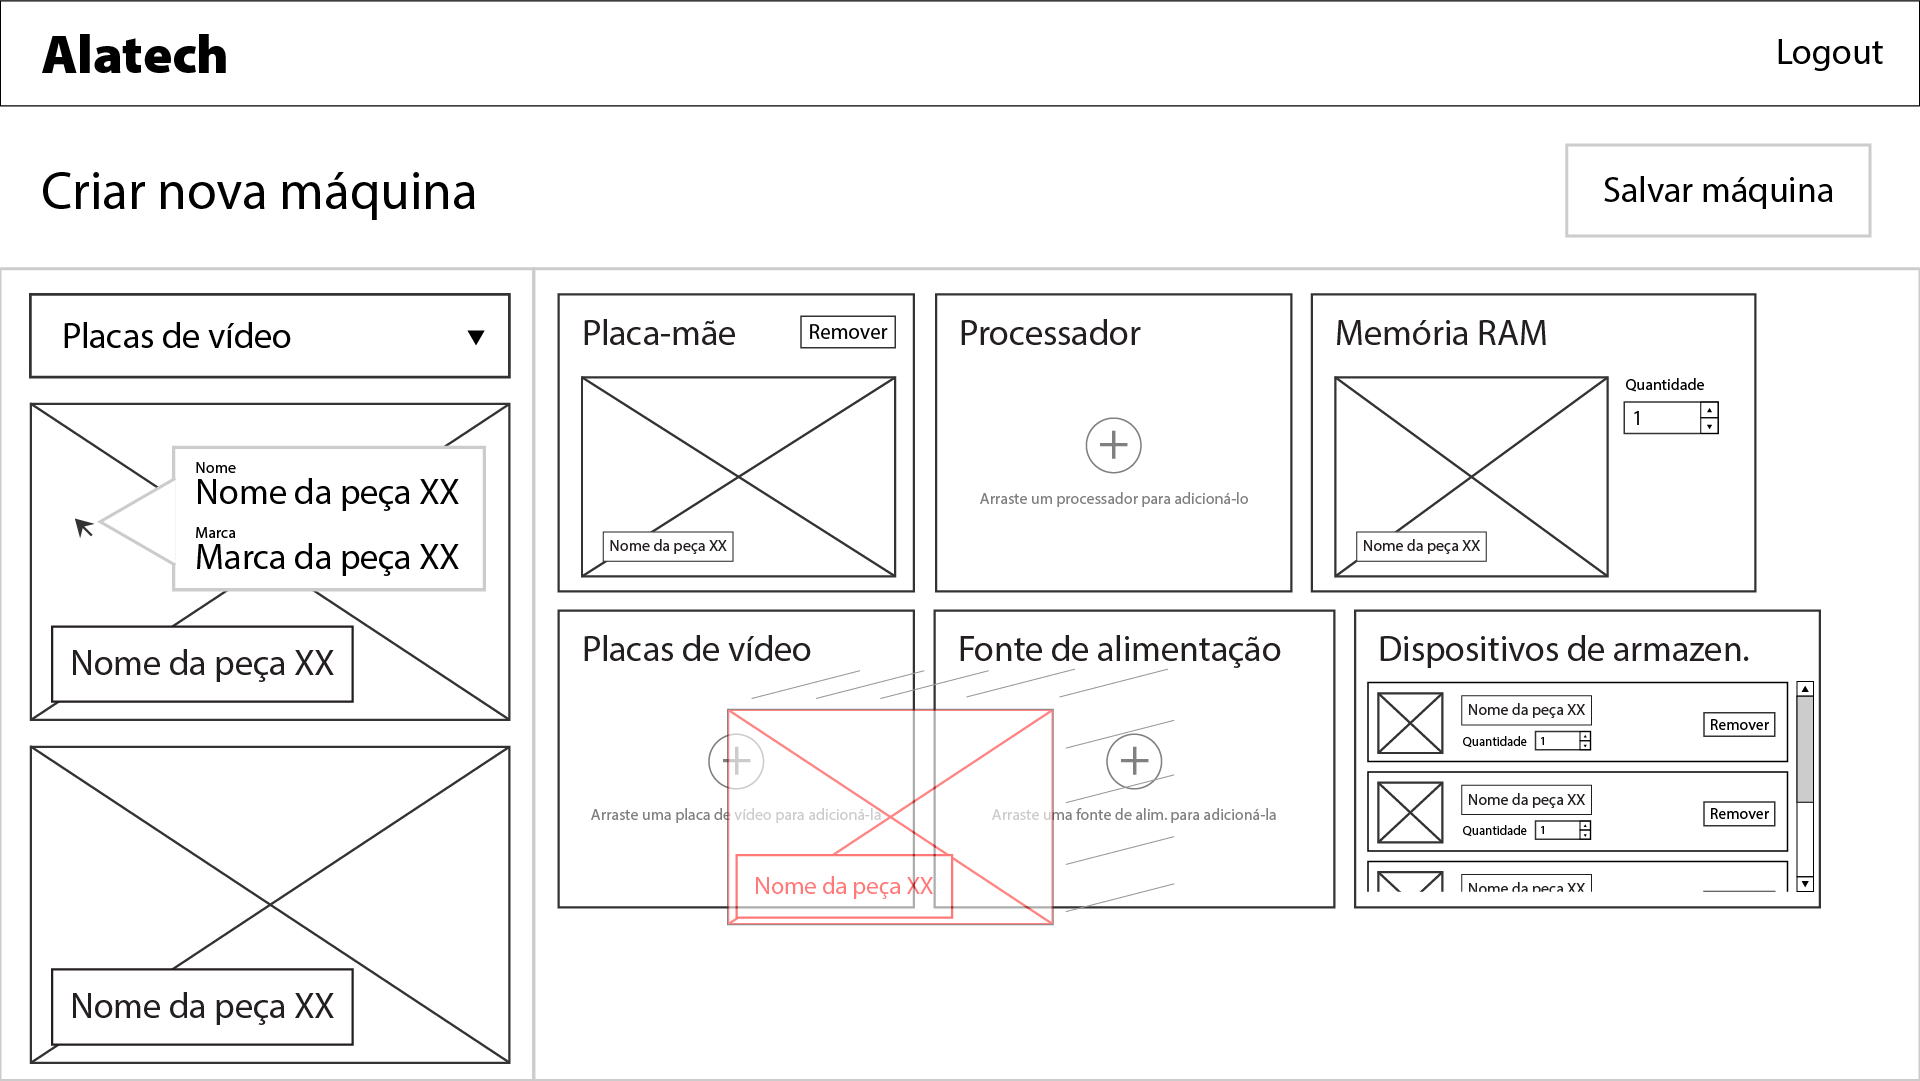 Alatech
Logout
Criar nova máquina
Salvar máquina
Placas de vídeo
Nome
Nome da peça XX
Marca
Marca da peça XX
Nome da peça XX
Nome da peça XX
Placa-mãe
Remover
Nome da peça XX
Processador
Arraste um processador para adicioná-lo
Memória RAM
Quantidade
1
Nome da peça XX
Placas de vídeo
Arraste uma placa de vídeo para adicioná-la
Nome da peça XX
Fonte de alimentação
Arraste uma fonte de alim. para adicioná-la
Dispositivos de armazen.
Nome da peça XX
Quantidade
1
Remover
Nome da peça XX
Quantidade
1
Remover
Nome da peça XX